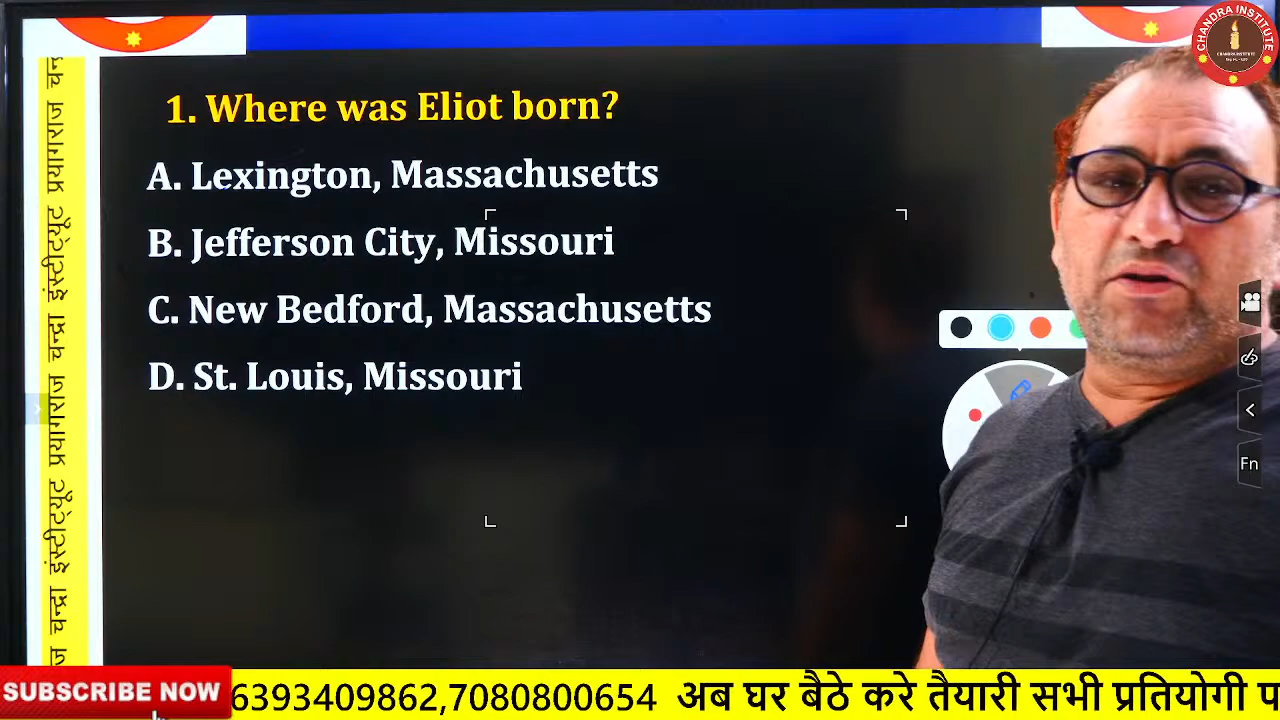 CHANDRA INSTITUTE
1. Where was Eliot born?
A. Lexington, Massachusetts
B. Jefferson City, Missouri
C. New Bedford, Massachusetts
D. St. Louis, Missouri
चन्द्रा इंस्टीट्यूट प्रयागराज चन्द्रा इंस्टीट्यूट प्रयागराज
Fn
SUBSCRIBE NOW
6393409862,7080800654 अब घर बैठे करे तैयारी सभी प्रतियोगी